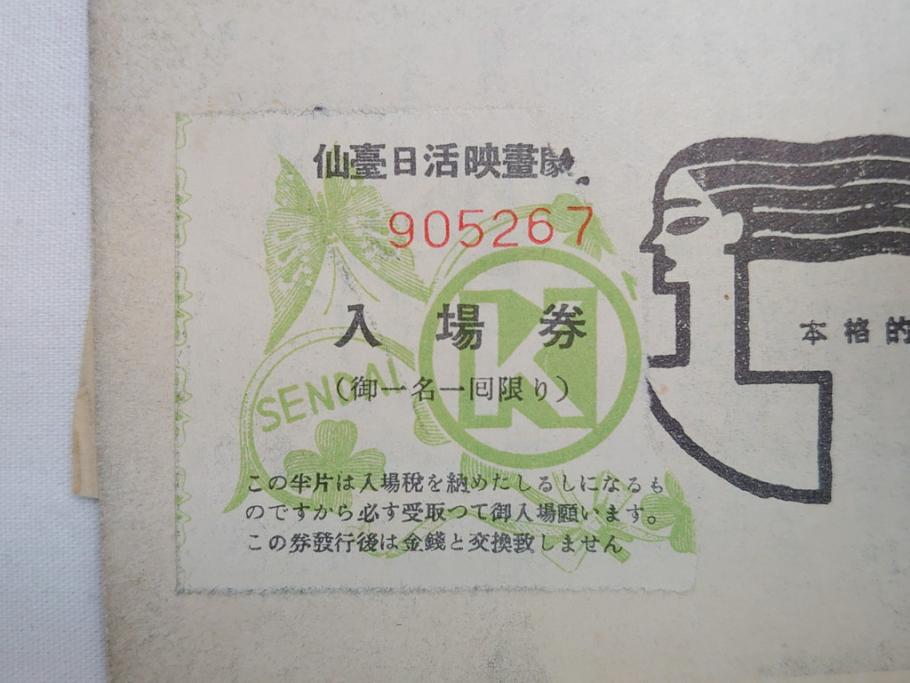 仙臺日活映畫劇
905267
入場券
(御一名一回限り)
SENDAI
K
この半片は入場税を納めたしるしになるも
のですから必す受取つて御入場願います。
この券發行後は金錢と交換致しません
本格的